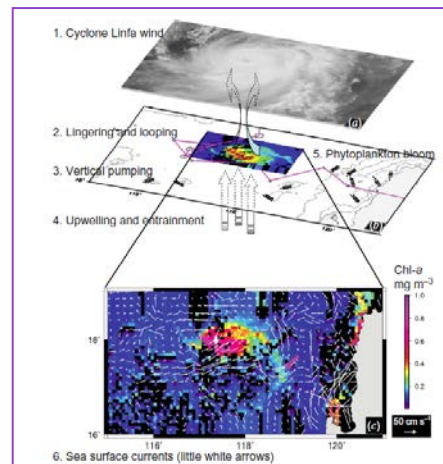 1. Cyclone Linfa wind
(a)
2. Lingering and looping
5. Phytoplankton bloom
3. Vertical pumping
4. Upwelling and entrainment
(b)
Chl-a
mg m⁻³
1.0
0.8
0.6
0.4
0.2
18°
16°
(c)
50 cm s⁻¹
116° 118° 120°
6. Sea surface currents (little white arrows)